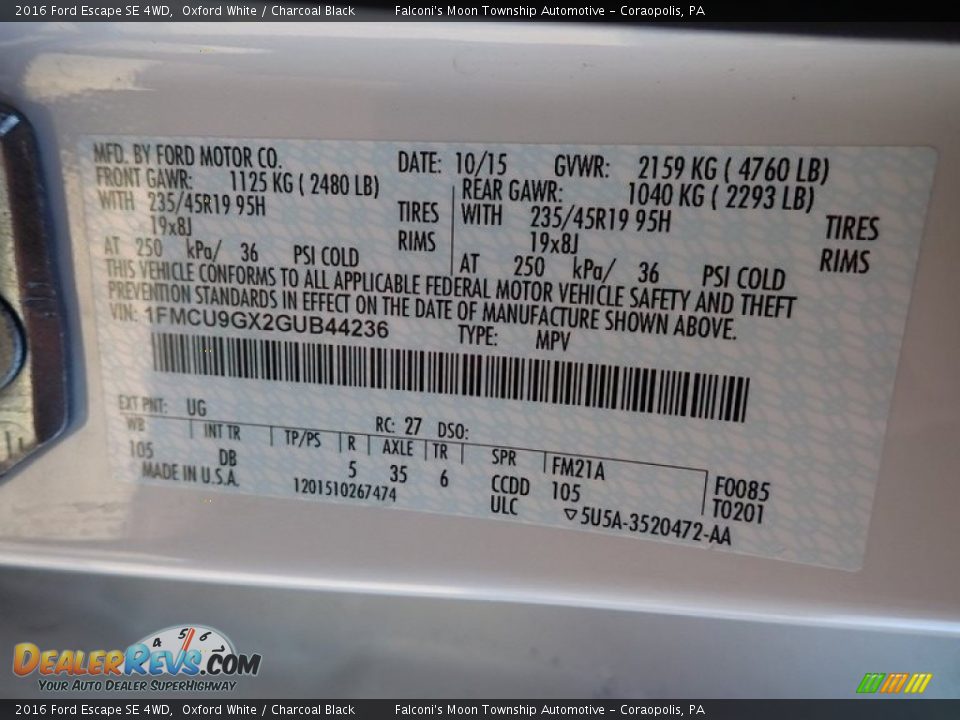 2016 Ford Escape SE 4WD, Oxford White / Charcoal Black Falconi's Moon Township Automotive - Coraopolis, PA
MFD. BY FORD MOTOR CO. DATE: 10/15 GVWR: 2159 KG ( 4760 LB)
FRONT GAWR: 1125 KG ( 2480 LB) REAR GAWR: 1040 KG ( 2293 LB)
WITH 235/45R19 95H TIRES WITH 235/45R19 95H TIRES
19x8J RIMS 19x8J RIMS
AT 250 kPa/ 36 PSI COLD AT 250 kPa/ 36 PSI COLD
THIS VEHICLE CONFORMS TO ALL APPLICABLE FEDERAL MOTOR VEHICLE SAFETY AND THEFT
PREVENTION STANDARDS IN EFFECT ON THE DATE OF MANUFACTURE SHOWN ABOVE.
VIN: 1FMCU9GX2GUB44236 TYPE: MPV
EXT PNT: UG RC: 27 DSO:
WB INT TR TP/PS R AXLE TR SPR FM21A F0085
105 DB 5 35 6 CCDD 105 T0201
MADE IN U.S.A. 1201510267474 ULC ▽5U5A-3520472-AA
4 5 6 7
DEALERREVS.COM
YOUR AUTO DEALER SUPERHIGHWAY
2016 Ford Escape SE 4WD, Oxford White / Charcoal Black Falconi's Moon Township Automotive - Coraopolis, PA